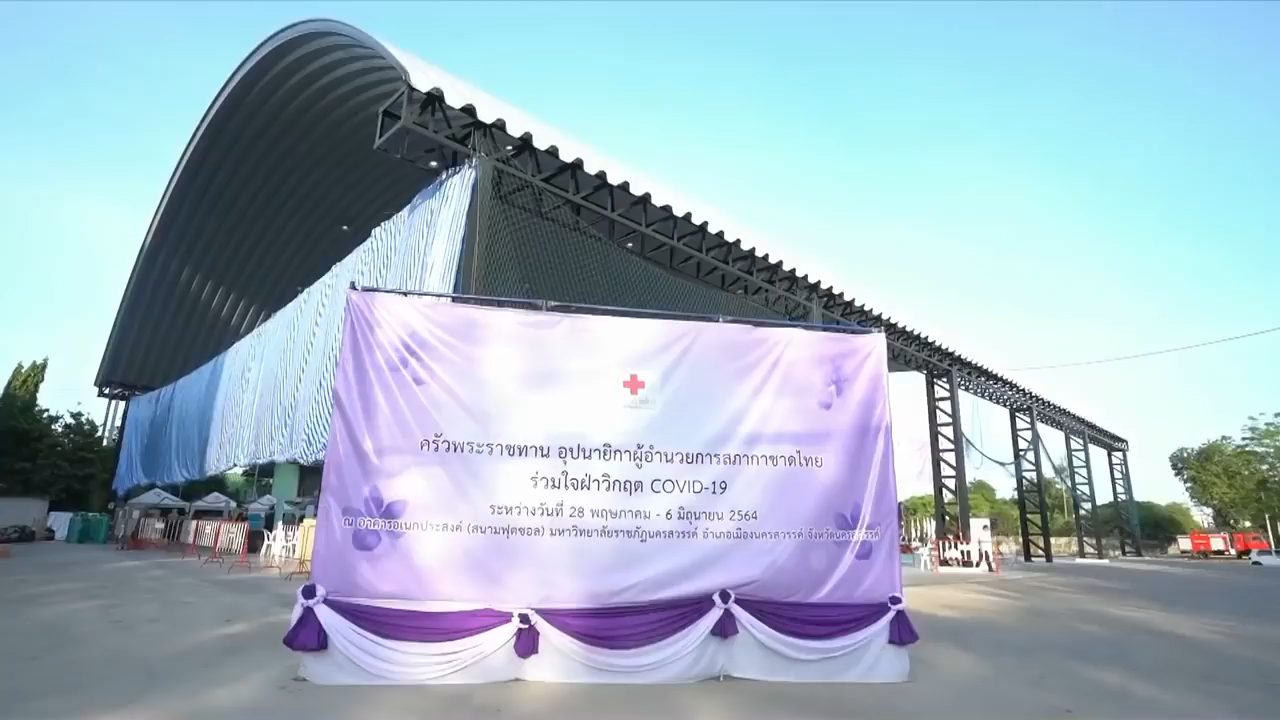 ครัวพระราชทาน อุปนายิกาผู้อำนวยการสภากาชาดไทย
ร่วมใจฝ่าวิกฤต COVID-19
ระหว่างวันที่ 28 พฤษภาคม - 6 มิถุนายน 2564
ณ อาคารอเนกประสงค์ (สนามฟุตซอล) มหาวิทยาลัยราชภัฏนครสวรรค์ อำเภอเมืองนครสวรรค์ จังหวัดนครสวรรค์